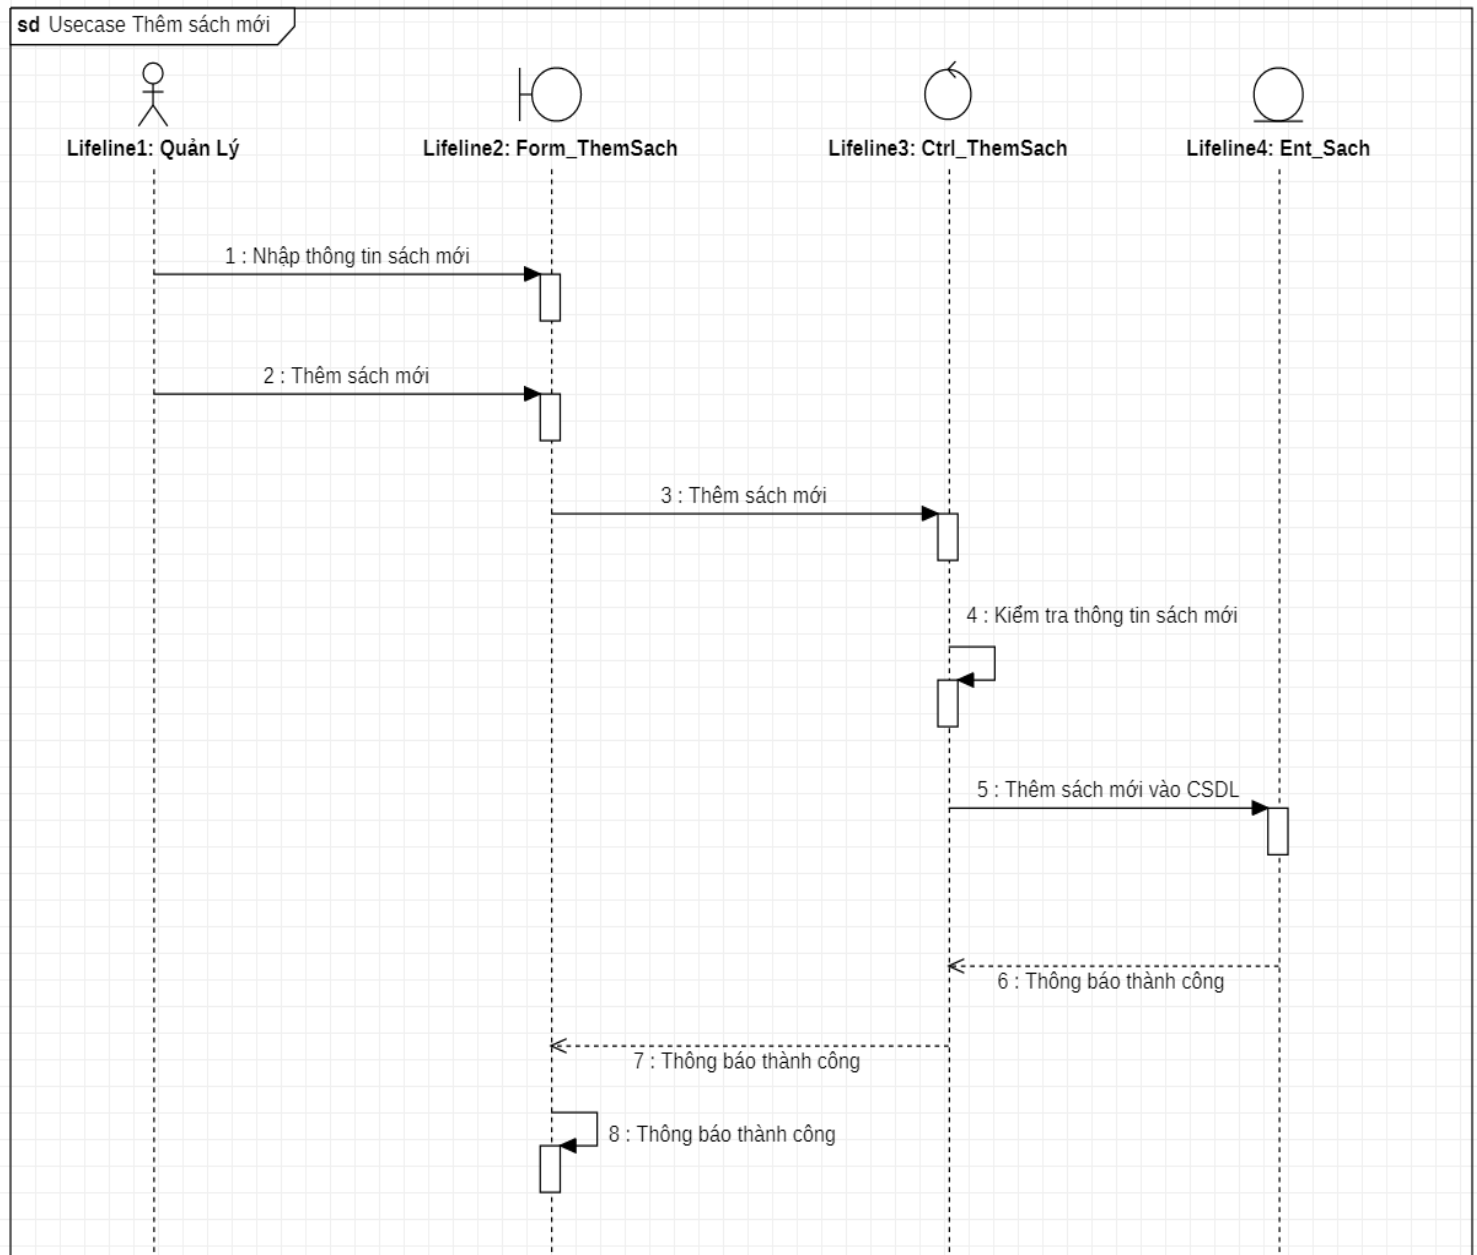 sd Usecase Thêm sách mới
Lifeline1: Quản Lý
Lifeline2: Form_ThemSach
Lifeline3: Ctrl_ThemSach
Lifeline4: Ent_Sach
1 : Nhập thông tin sách mới
2 : Thêm sách mới
3 : Thêm sách mới
4 : Kiểm tra thông tin sách mới
5 : Thêm sách mới vào CSDL
6 : Thông báo thành công
7 : Thông báo thành công
8 : Thông báo thành công